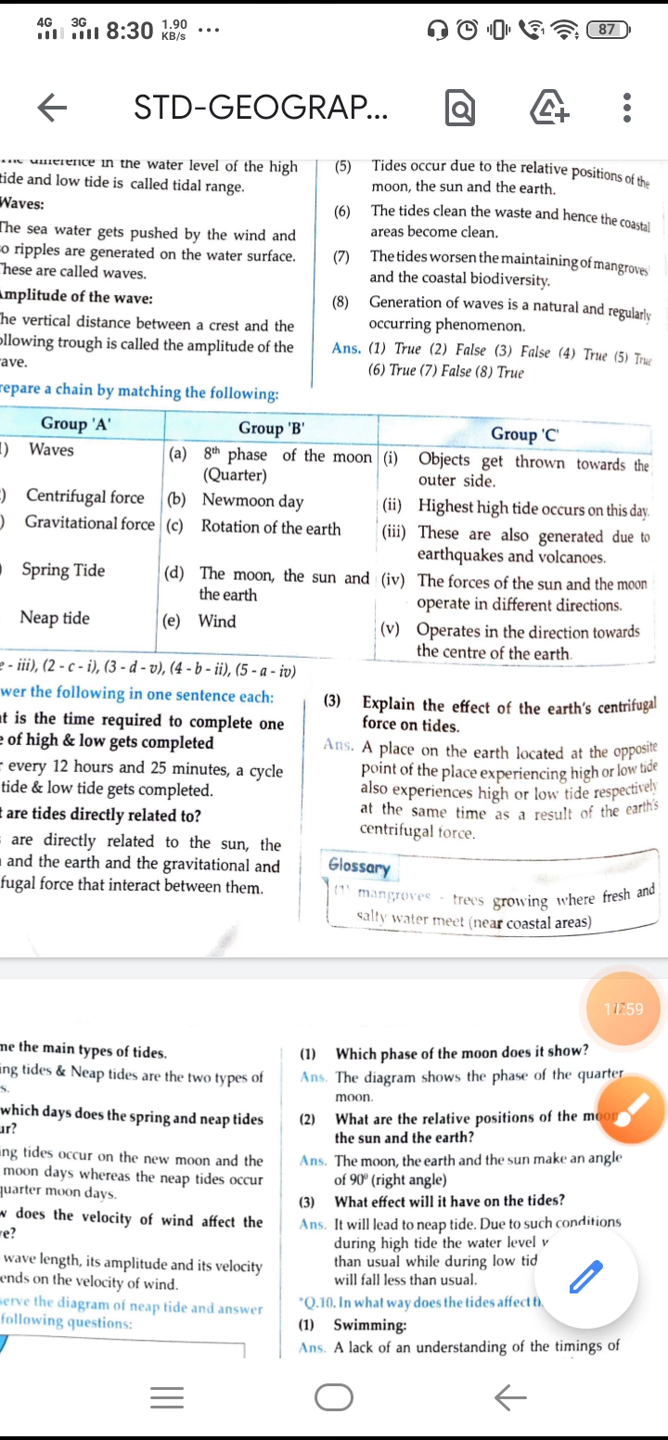 4G 3G 8:30 1.90 KB/s ... 87
STD-GEOGRAP...
difference in the water level of the high
tide and low tide is called tidal range.
Waves:
The sea water gets pushed by the wind and
so ripples are generated on the water surface.
These are called waves.
Amplitude of the wave:
The vertical distance between a crest and the
following trough is called the amplitude of the
wave.
(5) Tides occur due to the relative positions of the
moon, the sun and the earth.
(6) The tides clean the waste and hence the coastal
areas become clean.
(7) The tides worsen the maintaining of mangroves
and the coastal biodiversity.
(8) Generation of waves is a natural and regularly
occurring phenomenon.
Ans. (1) True (2) False (3) False (4) True (5) True
(6) True (7) False (8) True
repare a chain by matching the following:
Group 'A' Group 'B' Group 'C'
) Waves (a) 8th phase of the moon (i) Objects get thrown towards the
(Quarter) outer side.
) Centrifugal force (b) Newmoon day (ii) Highest high tide occurs on this day.
) Gravitational force (c) Rotation of the earth (iii) These are also generated due to
earthquakes and volcanoes.
Spring Tide (d) The moon, the sun and (iv) The forces of the sun and the moon
the earth operate in different directions.
Neap tide (e) Wind (v) Operates in the direction towards
the centre of the earth.
e - iii), (2 - c - i), (3 - d - v), (4 - b - ii), (5 - a - iv)
wer the following in one sentence each:
t is the time required to complete one
e of high & low gets completed
r every 12 hours and 25 minutes, a cycle
tide & low tide gets completed.
t are tides directly related to?
are directly related to the sun, the
and the earth and the gravitational and
fugal force that interact between them.
(3) Explain the effect of the earth's centrifugal
force on tides.
Ans. A place on the earth located at the opposite
point of the place experiencing high or low tide
also experiences high or low tide respectively
at the same time as a result of the earth's
centrifugal force.
Glossary
(1) mangroves - trees growing where fresh and
salty water meet (near coastal areas)
me the main types of tides.
ing tides & Neap tides are the two types of
s.
which days does the spring and neap tides
ur?
ing tides occur on the new moon and the
moon days whereas the neap tides occur
quarter moon days.
w does the velocity of wind affect the
e?
wave length, its amplitude and its velocity
ends on the velocity of wind.
serve the diagram of neap tide and answer
following questions:
(1) Which phase of the moon does it show?
Ans. The diagram shows the phase of the quarter
moon.
(2) What are the relative positions of the moon
the sun and the earth?
Ans. The moon, the earth and the sun make an angle
of 90° (right angle)
(3) What effect will it have on the tides?
Ans. It will lead to neap tide. Due to such conditions
during high tide the water level
than usual while during low tid
will fall less than usual.
*Q.10. In what way does the tides affect
(1) Swimming:
Ans. A lack of an understanding of the timings of